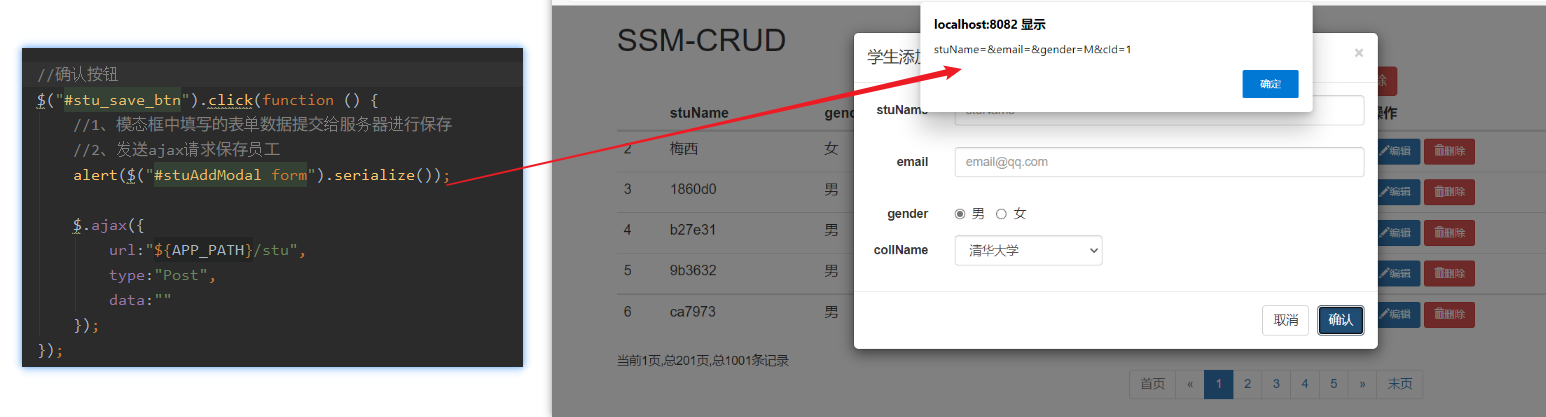 //确认按钮
$("#stu_save_btn").click(function () {
//1、模态框中填写的表单数据提交给服务器进行保存
//2、发送ajax请求保存员工
alert($("#stuAddModal form").serialize());
$.ajax({
url:"${APP_PATH}/stu",
type:"Post",
data:""
});
});
SSM-CRUD
localhost:8082 显示
stuName=&email=&gender=M&cId=1
确定
学生添加
×
除
stuName
stuName
email
email@qq.com
gender
男 女
collName
清华大学
取消 确认
stuName gend 操作
2 梅西 女 编辑 删除
3 1860d0 男 编辑 删除
4 b27e31 男 编辑 删除
5 9b3632 男 编辑 删除
6 ca7973 男 编辑 删除
当前1页,总201页,总1001条记录
首页 « 1 2 3 4 5 » 末页